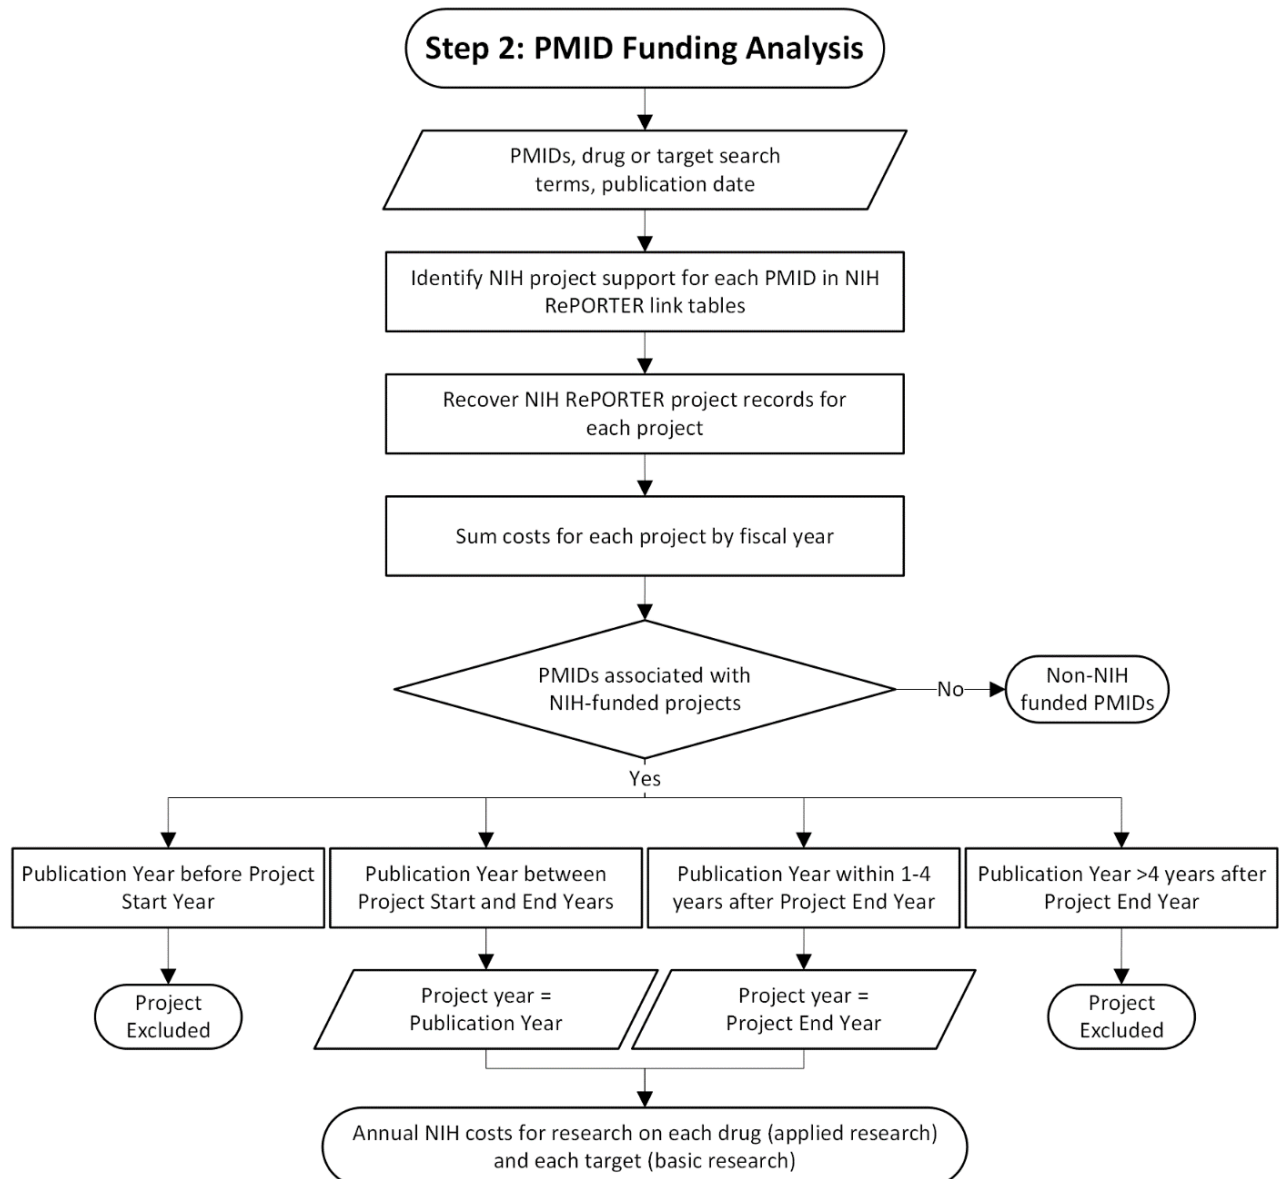 Step 2: PMID Funding Analysis
PMIDs, drug or target search
terms, publication date
Identify NIH project support for each PMID in NIH
RePORTER link tables
Recover NIH RePORTER project records for
each project
Sum costs for each project by fiscal year
PMIDs associated with
NIH-funded projects
No
Non-NIH
funded PMIDs
Yes
Publication Year before Project
Start Year
Publication Year between
Project Start and End Years
Publication Year within 1-4
years after Project End Year
Publication Year >4 years after
Project End Year
Project
Excluded
Project year =
Publication Year
Project year =
Project End Year
Project
Excluded
Annual NIH costs for research on each drug (applied research)
and each target (basic research)